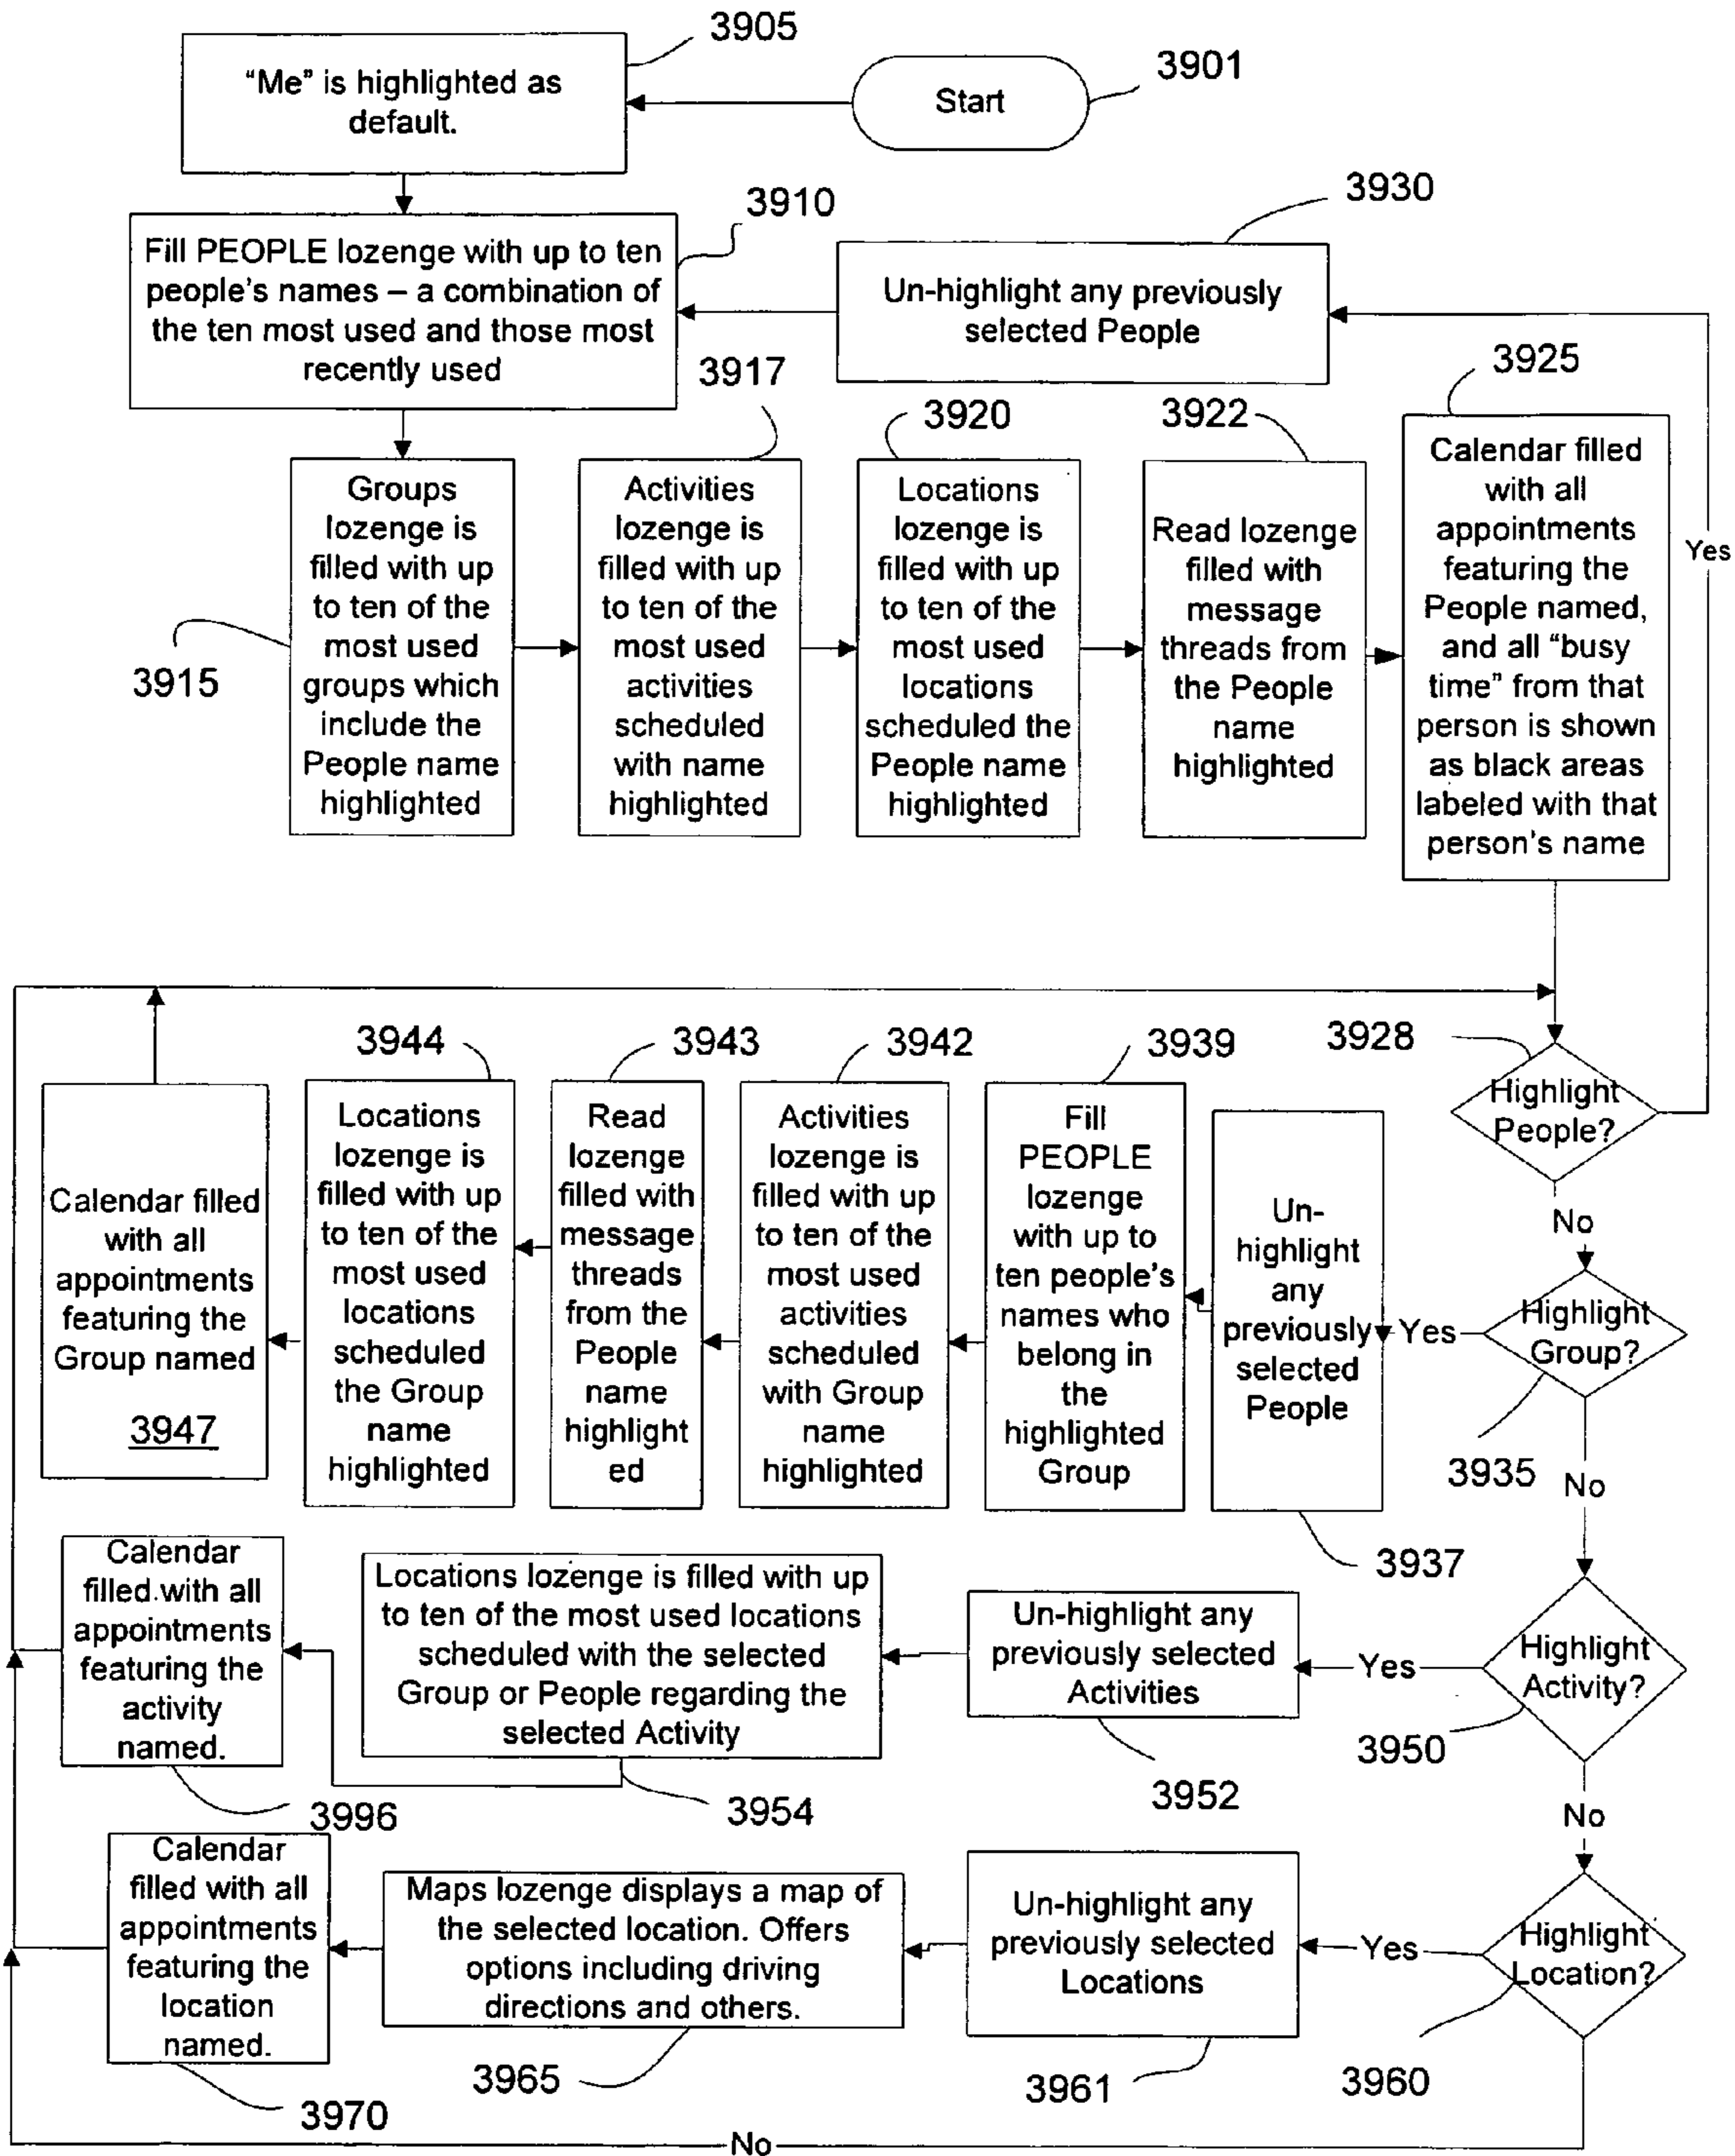 3905
“Me” is highlighted as
default.
Start
3901
3910
Fill PEOPLE lozenge with up to ten
people's names – a combination of
the ten most used and those most
recently used
3930
Un-highlight any previously
selected People
3917
3920
3922
3925
Groups
lozenge is
filled with up
to ten of the
most used
groups which
include the
People name
highlighted
3915
Activities
lozenge is
filled with up
to ten of the
most used
activities
scheduled
with name
highlighted
Locations
lozenge is
filled with up
to ten of the
most used
locations
scheduled the
People name
highlighted
Read lozenge
filled with
message
threads from
the People
name
highlighted
Calendar filled
with all
appointments
featuring the
People named,
and all “busy
time” from that
person is shown
as black areas
labeled with that
person's name
Yes
3944
3943
3942
3939
3928
Highlight
People?
No
Calendar filled
with all
appointments
featuring the
Group named
3947
Locations
lozenge is
filled with up
to ten of the
most used
locations
scheduled
the Group
name
highlighted
Read
lozenge
filled with
message
threads
from the
People
name
highlight
ed
Activities
lozenge is
filled with up
to ten of the
most used
activities
scheduled
with Group
name
highlighted
Fill
PEOPLE
lozenge
with up to
ten people's
names who
belong in
the
highlighted
Group
Un-
highlight
any
previously
selected
People
Yes
Highlight
Group?
3935
No
3937
Calendar
filled with all
appointments
featuring the
activity
named.
3996
Locations lozenge is filled with up
to ten of the most used locations
scheduled with the selected
Group or People regarding the
selected Activity
3954
Un-highlight any
previously selected
Activities
3952
Yes
Highlight
Activity?
3950
No
Calendar
filled with all
appointments
featuring the
location
named.
3970
Maps lozenge displays a map of
the selected location. Offers
options including driving
directions and others.
3965
Un-highlight any
previously selected
Locations
3961
Yes
Highlight
Location?
3960
No